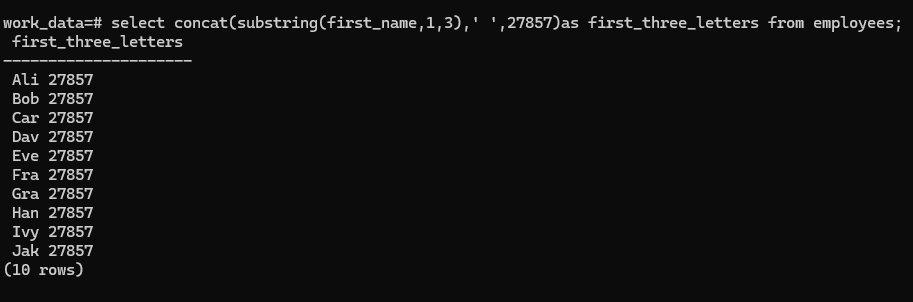 work_data=# select concat(substring(first_name,1,3),' ',27857)as first_three_letters from employees;
 first_three_letters
---------------------
 Ali 27857
 Bob 27857
 Car 27857
 Dav 27857
 Eve 27857
 Fra 27857
 Gra 27857
 Han 27857
 Ivy 27857
 Jak 27857
(10 rows)